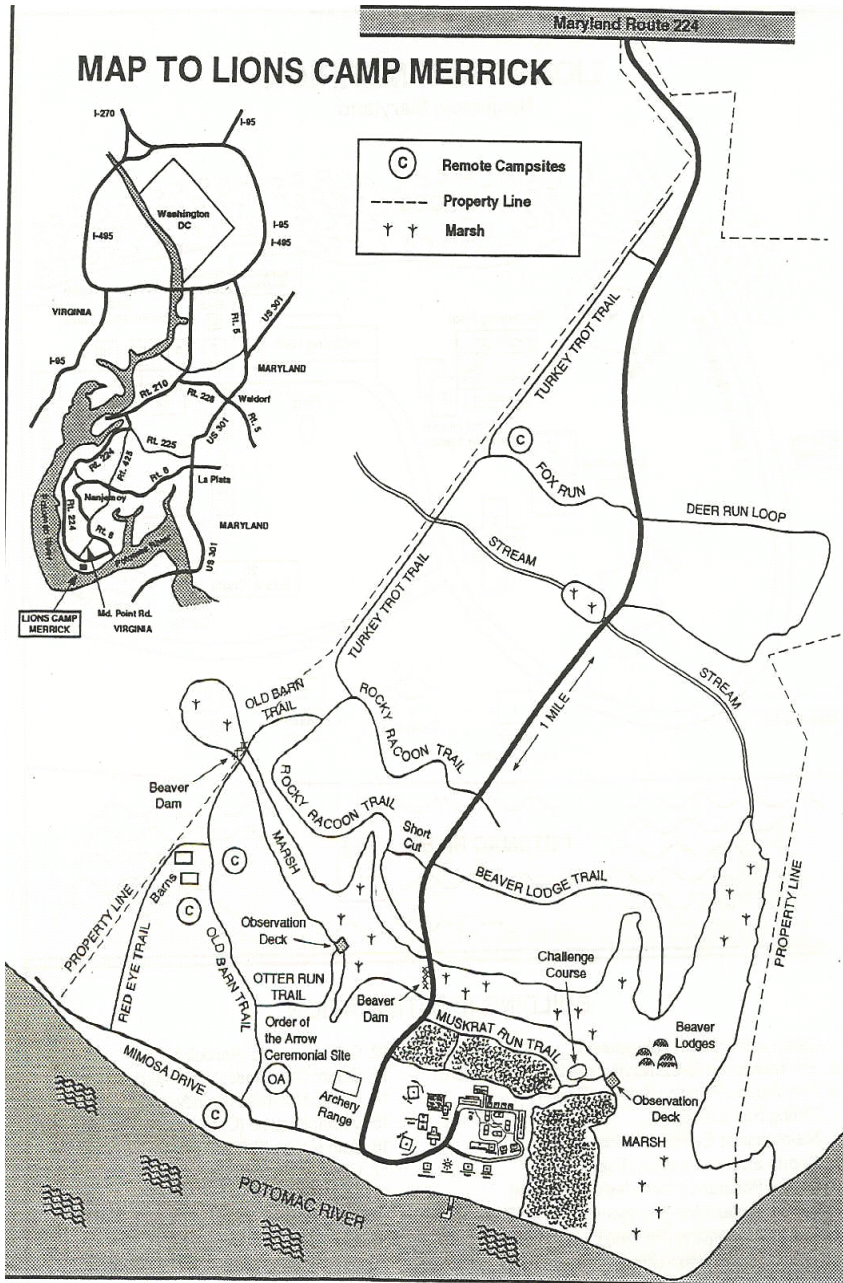 Maryland Route 224
MAP TO LIONS CAMP MERRICK
I-270
I-95
Washington
DC
I-495
I-95
I-495
VIRGINIA
Rt. 5
US 301
I-95
MARYLAND
Rt. 210
Rt. 228
Waldorf
Rt. 5
US 301
Rt. 225
Rt. 224
Rt. 425
Rt. 6
La Plata
Nanjemoy
Rt. 224
Rt. 6
MARYLAND
Potomac River
Potomac River
US 301
Md. Point Rd.
LIONS CAMP
MERRICK
VIRGINIA
C Remote Campsites
Property Line
Marsh
TURKEY TROT TRAIL
C
FOX RUN
DEER RUN LOOP
STREAM
TURKEY TROT TRAIL
STREAM
OLD BARN
TRAIL
ROCKY RACOON TRAIL
1 MILE
Beaver
Dam
ROCKY RACOON TRAIL
Short
Cut
MARSH
BEAVER LODGE TRAIL
C
Barns
C
PROPERTY LINE
PROPERTY LINE
RED EYE TRAIL
OLD BARN TRAIL
Observation
Deck
OTTER RUN
TRAIL
Challenge
Course
Beaver
Dam
MUSKRAT RUN TRAIL
Beaver
Lodges
Order of
the Arrow
Ceremonial Site
OA
MIMOSA DRIVE
C
Archery
Range
Observation
Deck
MARSH
POTOMAC RIVER